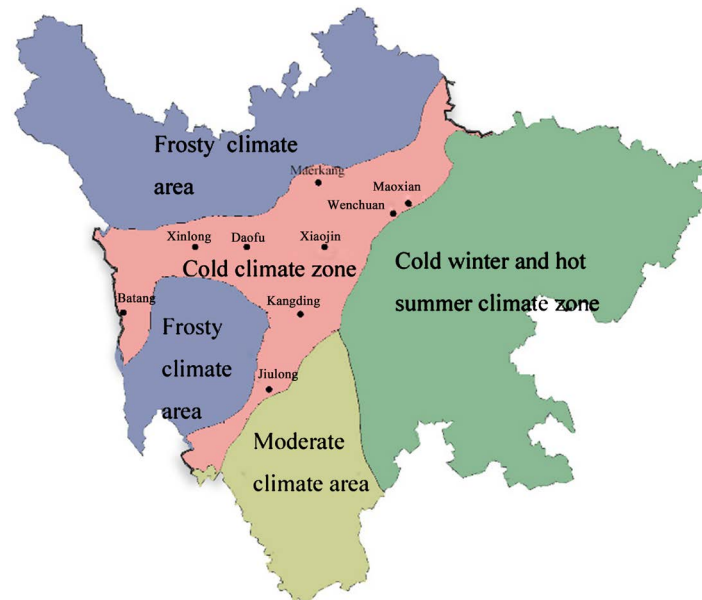 Frosty climate
area
Maerkang
Maoxian
Wenchuan
Xinlong
Daofu
Xiaojin
Cold climate zone
Cold winter and hot
summer climate zone
Batang
Kangding
Frosty
climate
area
Jiulong
Moderate
climate area